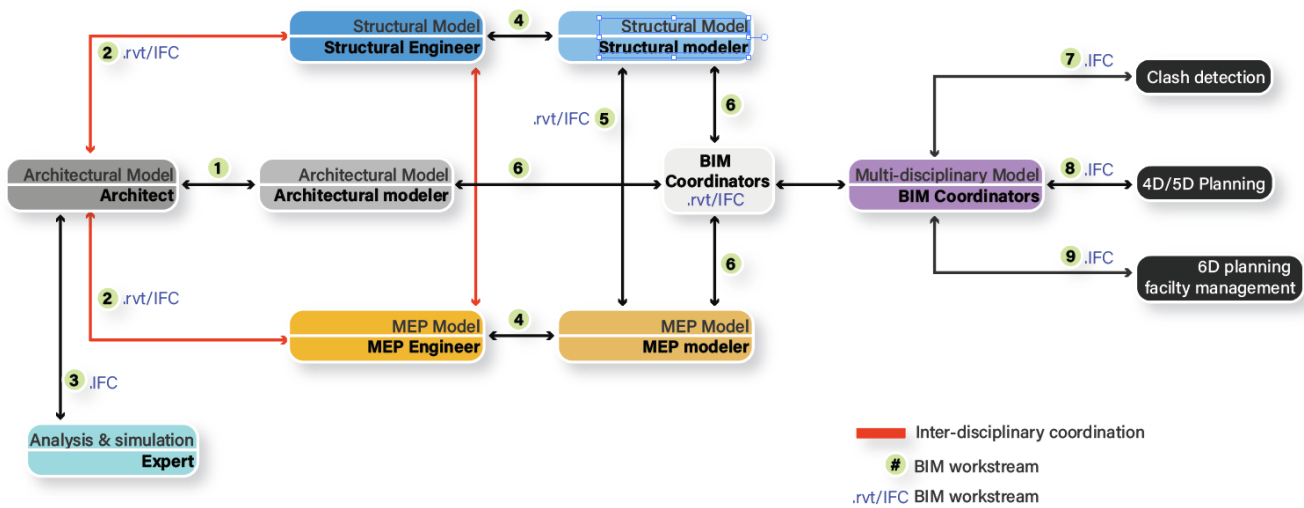 Structural Model
Structural Engineer
4
Structural Model
Structural modeler
2 .rvt/IFC
7 .IFC
Clash detection
6
.rvt/IFC 5
Architectural Model
Architect
1
Architectural Model
Architectural modeler
6
BIM
Coordinators
.rvt/IFC
Multi-disciplinary Model
BIM Coordinators
8 .IFC
4D/5D Planning
6
9 .IFC
6D planning
facilty management
2 .rvt/IFC
MEP Model
MEP Engineer
4
MEP Model
MEP modeler
3 .IFC
Analysis & simulation
Expert
Inter-disciplinary coordination
# BIM workstream
.rvt/IFC BIM workstream